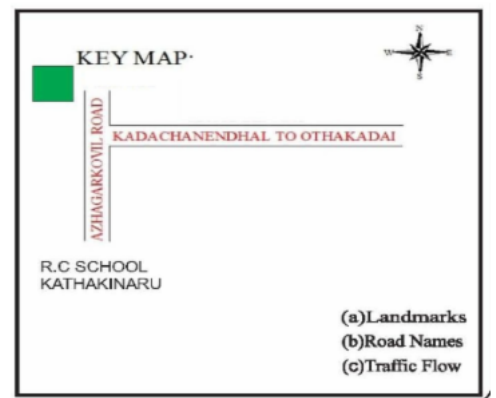 N
W E
S
KEY MAP·
AZHAGARKOVIL ROAD
KADACHANENDHAL TO OTHAKADAI
R.C SCHOOL
KATHAKINARU
(a)Landmarks
(b)Road Names
(c)Traffic Flow